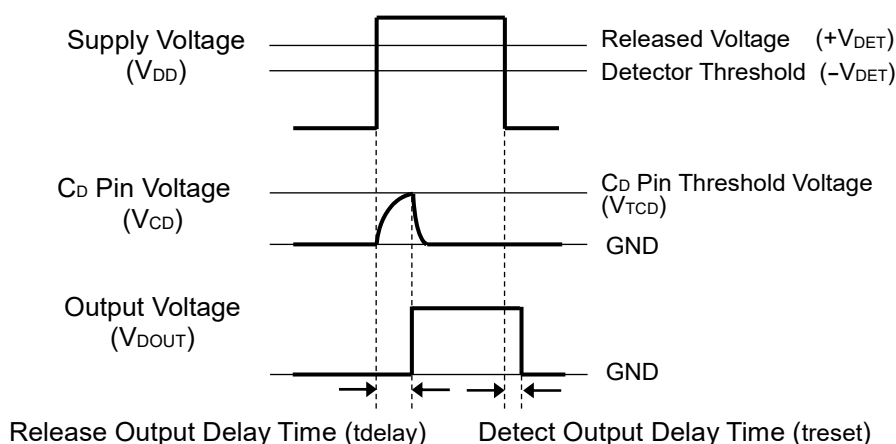 Supply Voltage
(VDD)
Released Voltage (+VDET)
Detector Threshold (–VDET)
CD Pin Voltage
(VCD)
CD Pin Threshold Voltage
(VTCD)
GND
Output Voltage
(VDOUT)
GND
Release Output Delay Time (tdelay)
Detect Output Delay Time (treset)